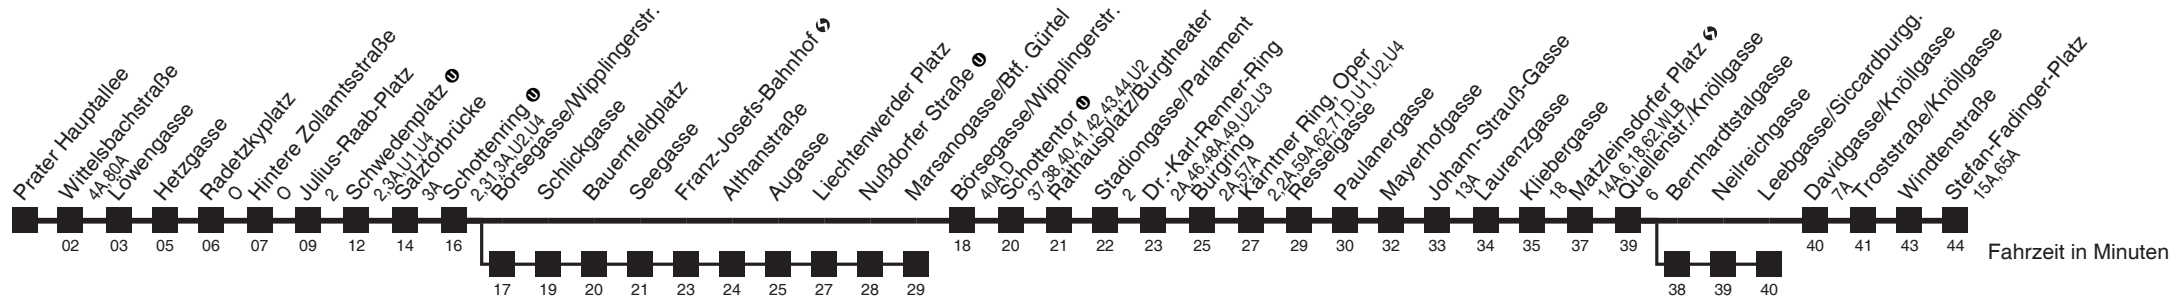 Prater Hauptallee
Wittelsbachstraße
4A,80A
Löwengasse
Hetzgasse
Radetzkyplatz
O
Hintere Zollamtsstraße
O
Julius-Raab-Platz
2
Schwedenplatz U
2,3A,U1,U4
Salztorbrücke
3A
Schottenring U
2,31,3A,U2,U4
Börsegasse/Wipplingerstr.
Schlickgasse
Bauernfeldplatz
Seegasse
Franz-Josefs-Bahnhof S
Althanstraße
Augasse
Liechtenwerder Platz
Nußdorfer Straße U
Marsanogasse/Btf. Gürtel
Börsegasse/Wipplingerstr.
40A,D
Schottentor U
37,38,40,41,42,43,44,U2
Rathausplatz/Burgtheater
Stadiongasse/Parlament
2
Dr.-Karl-Renner-Ring
2A,46,48A,49,U2,U3
Burgring
2A,57A
Kärntner Ring, Oper
2,2A,59A,62,71,D,U1,U2,U4
Resselgasse
Paulanergasse
Mayerhofgasse
Johann-Strauß-Gasse
13A
Laurenzgasse
Kliebergasse
18
Matzleinsdorfer Platz S
14A,6,18,62,WLB
Quellenstr./Knöllgasse
6
Bernhardtstalgasse
Neilreichgasse
Leebgasse/Siccardburgg.
Davidgasse/Knöllgasse
7A
Troststraße/Knöllgasse
Windtenstraße
Stefan-Fadinger-Platz
15A,65A
02 03 05 06 07 09 12 14 16 18 20 21 22 23 25 27 29 30 32 33 34 35 37 39 40 41 43 44
Fahrzeit in Minuten
17 19 20 21 23 24 25 27 28 29 38 39 40